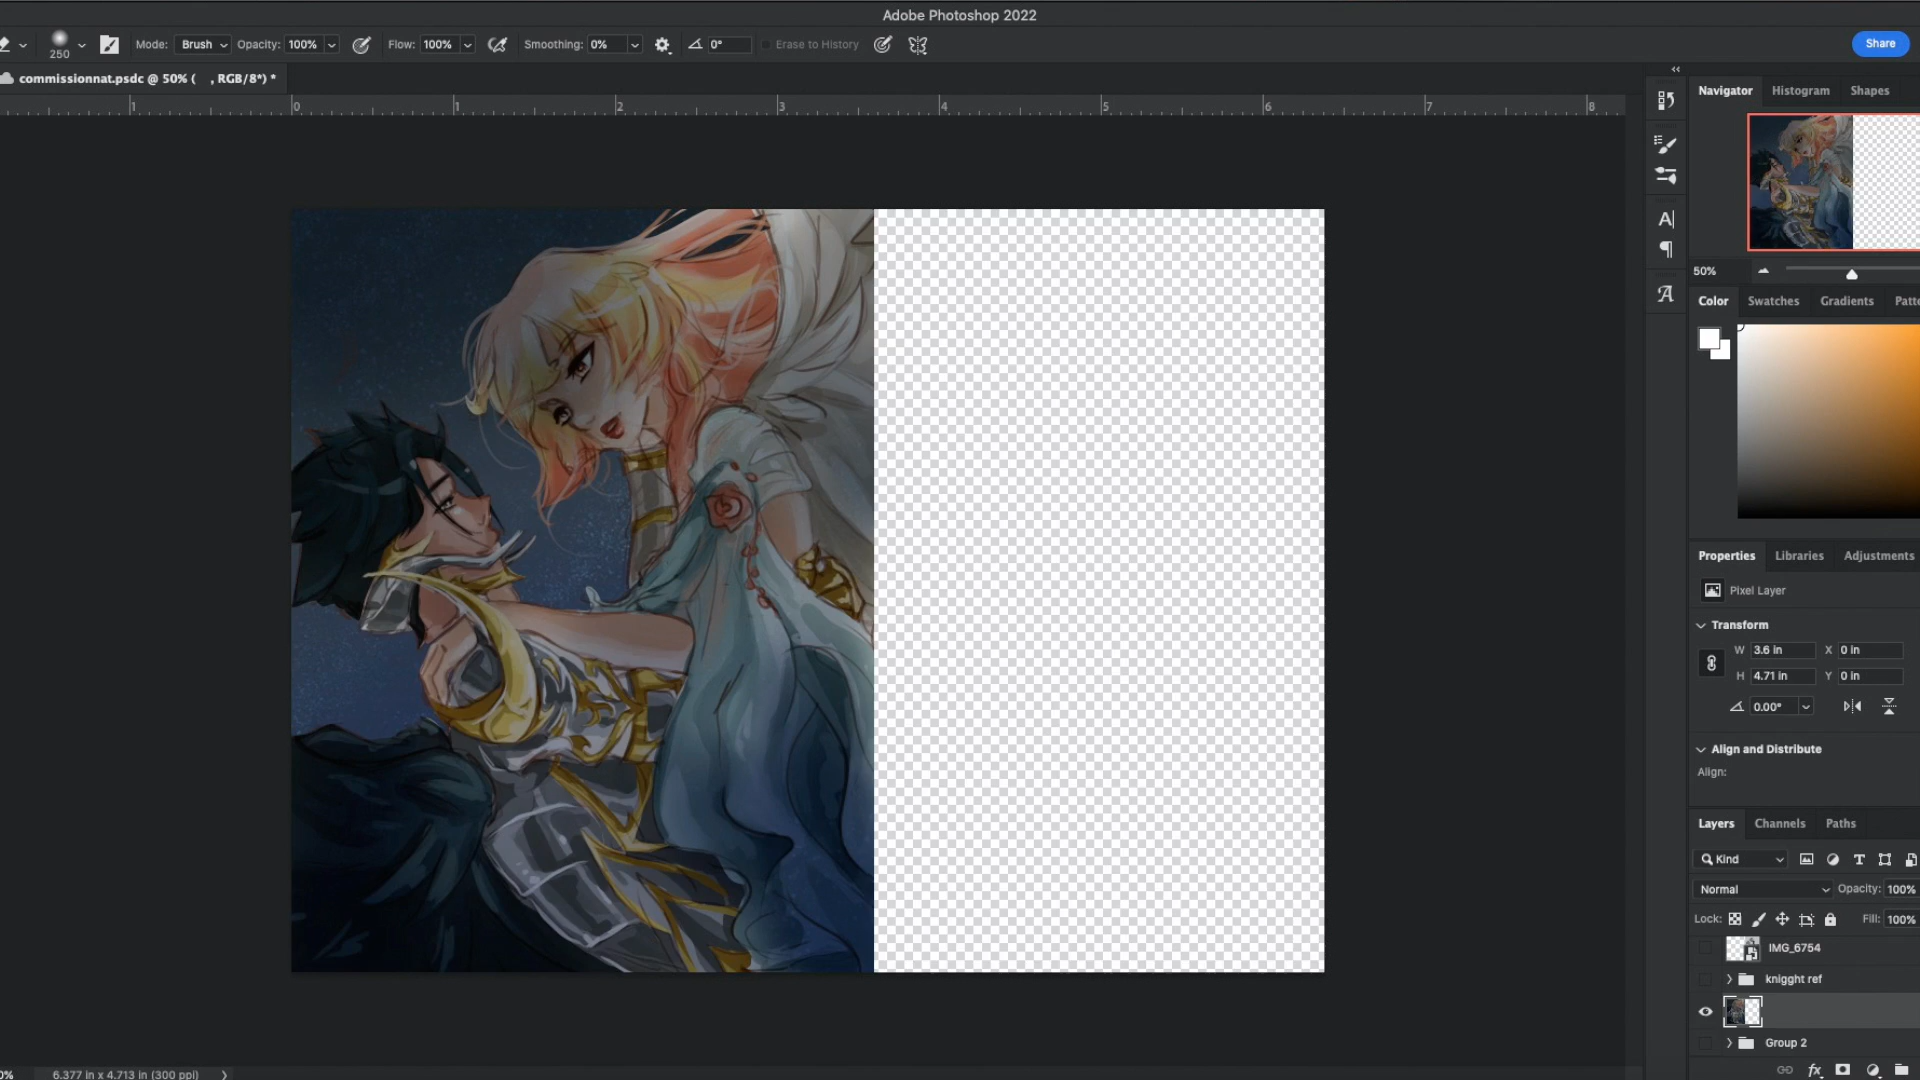 Adobe Photoshop 2022
250 Mode: Brush Opacity: 100% Flow: 100% Smoothing: 0% 0° Erase to History Share
commissionnat.psdc @ 50% ( , RGB/8*) *
1 0 1 2 3 4 5 6 7 8
Navigator Histogram Shapes
50%
Color Swatches Gradients Patte
Properties Libraries Adjustments
Pixel Layer
Transform
W 3.6 in X 0 in
H 4.71 in Y 0 in
0.00°
Align and Distribute
Align:
Layers Channels Paths
Kind
Normal Opacity: 100%
Lock: Fill: 100%
IMG_6754
knigght ref
Group 2
0% 6.377 in x 4.713 in (300 ppi)